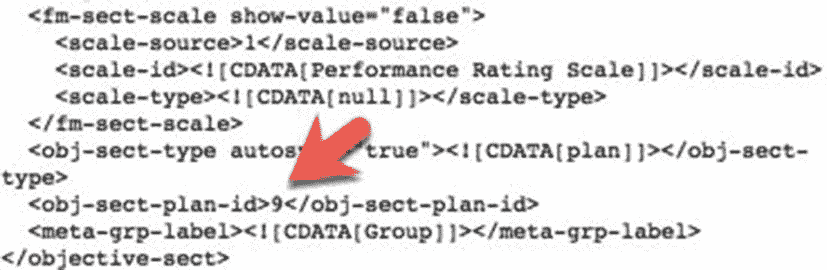 <fm-sect-scale show-value="false">
<scale-source>1</scale-source>
<scale-id><![CDATA[Performance Rating Scale]]></scale-id>
<scale-type><![CDATA[null]]></scale-type>
</fm-sect-scale>
<obj-sect-type true"><![CDATA[plan]]></obj-sect-
type>
<obj-sect-plan-id>9</obj-sect-plan-id>
<meta-grp-label><![CDATA[Group]]></meta-grp-label>
</objective-sect>